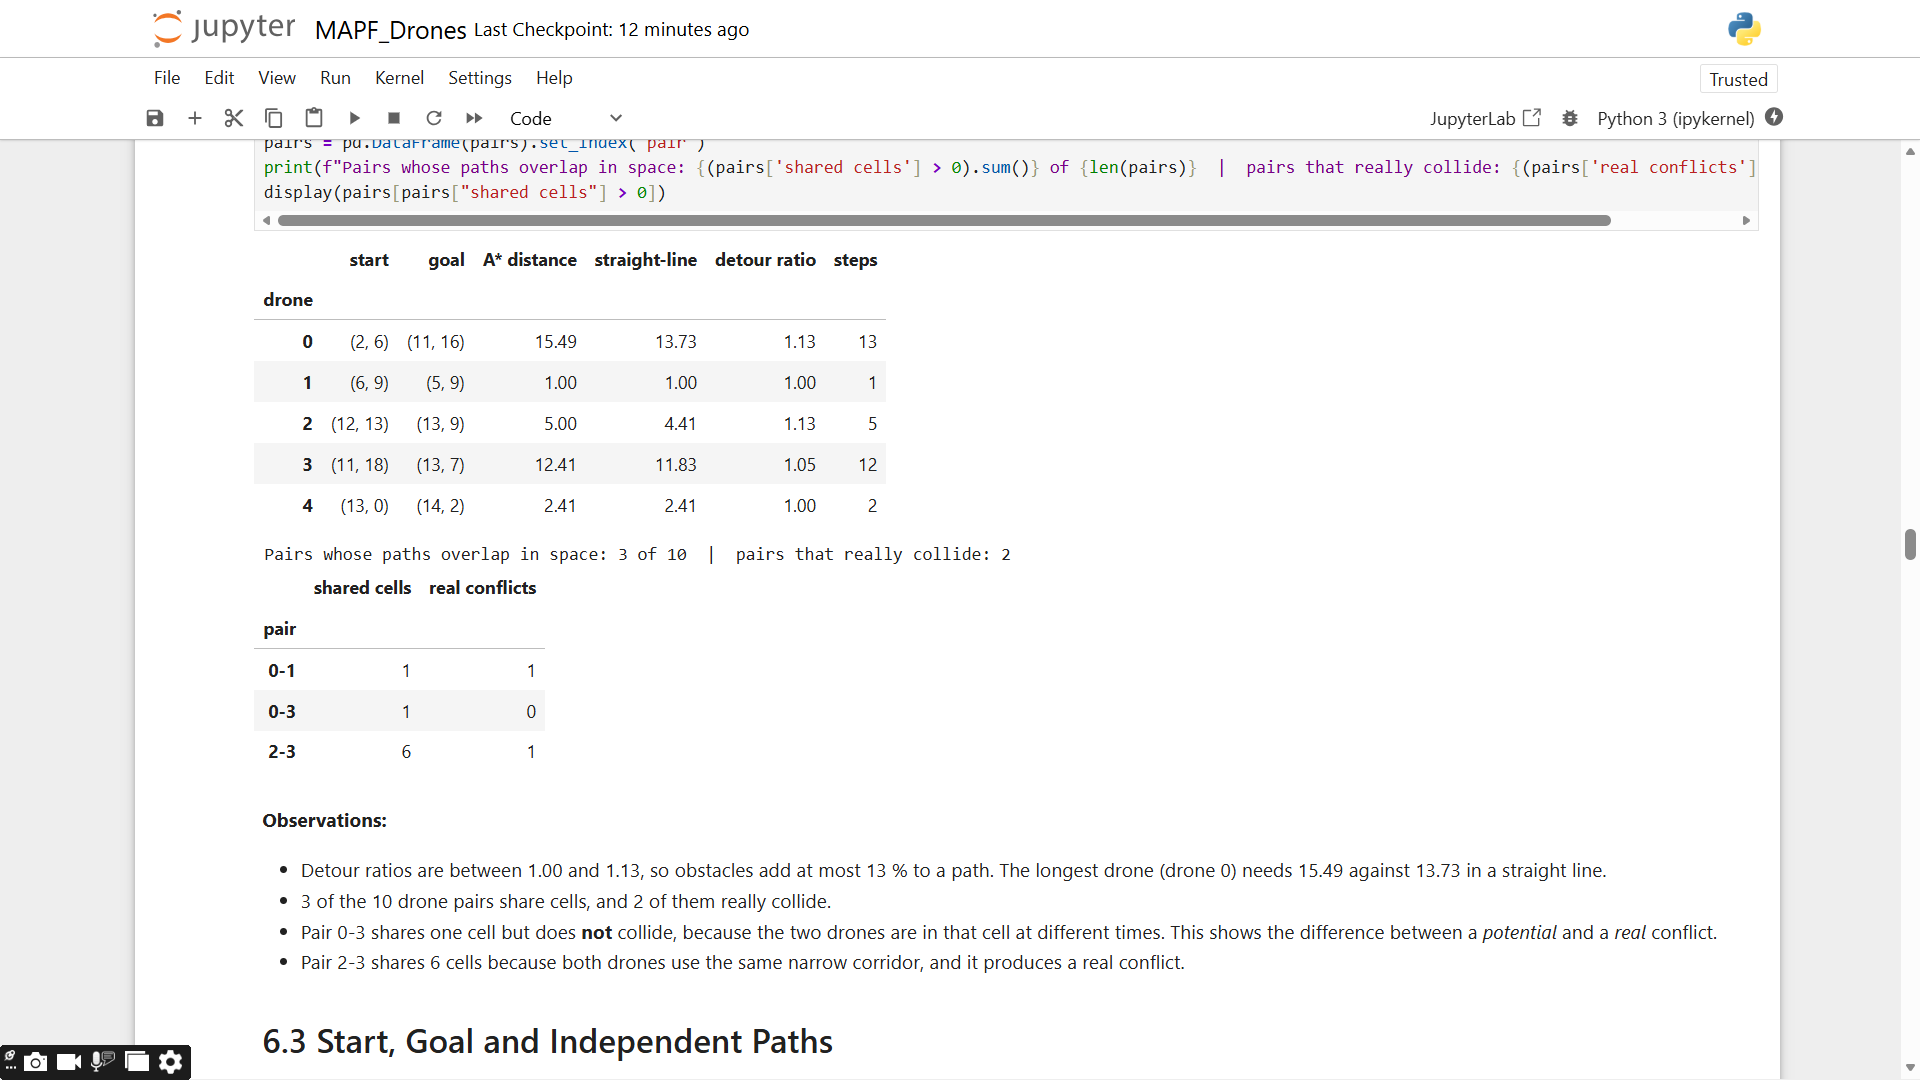 jupyter MAPF_Drones Last Checkpoint: 12 minutes ago
File Edit View Run Kernel Settings Help
Trusted
Code
JupyterLab Python 3 (ipykernel)
pairs = pd.DataFrame(pairs).set_index("pair")
print(f"Pairs whose paths overlap in space: {(pairs['shared cells'] > 0).sum()} of {len(pairs)}  |  pairs that really collide: {(pairs['real conflicts']
display(pairs[pairs["shared cells"] > 0])
start goal A* distance straight-line detour ratio steps
drone
0 (2, 6) (11, 16) 15.49 13.73 1.13 13
1 (6, 9) (5, 9) 1.00 1.00 1.00 1
2 (12, 13) (13, 9) 5.00 4.41 1.13 5
3 (11, 18) (13, 7) 12.41 11.83 1.05 12
4 (13, 0) (14, 2) 2.41 2.41 1.00 2
Pairs whose paths overlap in space: 3 of 10  |  pairs that really collide: 2
shared cells real conflicts
pair
0-1 1 1
0-3 1 0
2-3 6 1
Observations:
• Detour ratios are between 1.00 and 1.13, so obstacles add at most 13 % to a path. The longest drone (drone 0) needs 15.49 against 13.73 in a straight line.
• 3 of the 10 drone pairs share cells, and 2 of them really collide.
• Pair 0-3 shares one cell but does not collide, because the two drones are in that cell at different times. This shows the difference between a potential and a real conflict.
• Pair 2-3 shares 6 cells because both drones use the same narrow corridor, and it produces a real conflict.
6.3 Start, Goal and Independent Paths